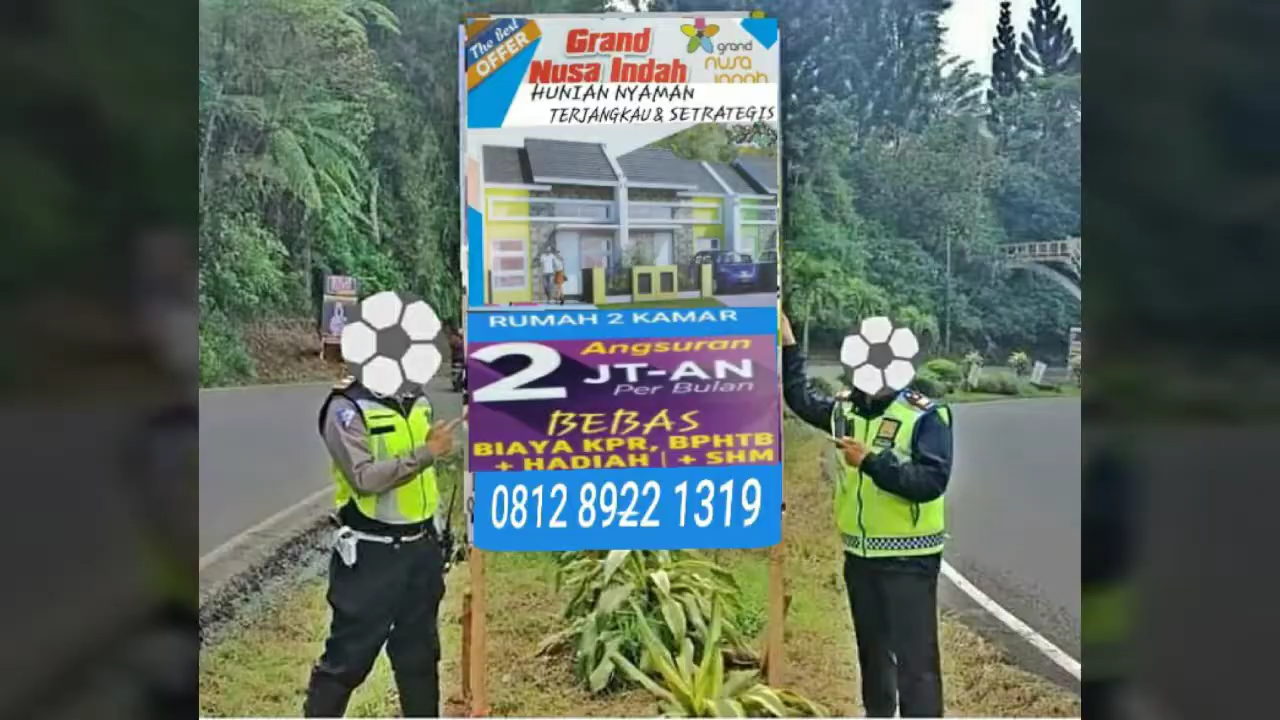 The Best
OFFER
Grand
Nusa Indah
grand
nusa
indah
HUNIAN NYAMAN
TERJANGKAU & SETRATEGIS
RUMAH 2 KAMAR
2 Angsuran
JT-AN
Per Bulan
BEBAS
BIAYA KPR, BPHTB
+ HADIAH | + SHM
0812 8922 1319